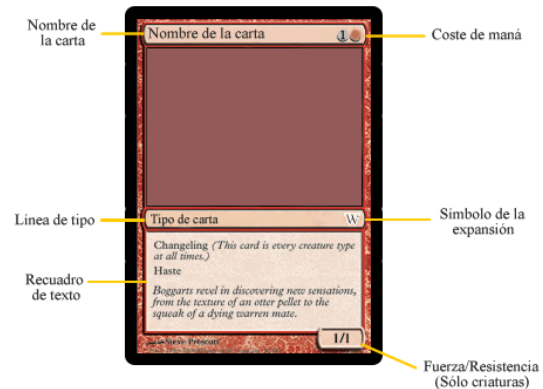 Nombre de
la carta
Nombre de la carta
1
Coste de maná
Línea de tipo
Tipo de carta
W
Símbolo de la
expansión
Changeling (This card is every creature type
at all times.)
Haste
Boggarts revel in discovering new sensations,
from the texture of an otter pellet to the
squeak of a dying warren mate.
Recuadro
de texto
Steve Prescott
1/1
Fuerza/Resistencia
(Sólo criaturas)